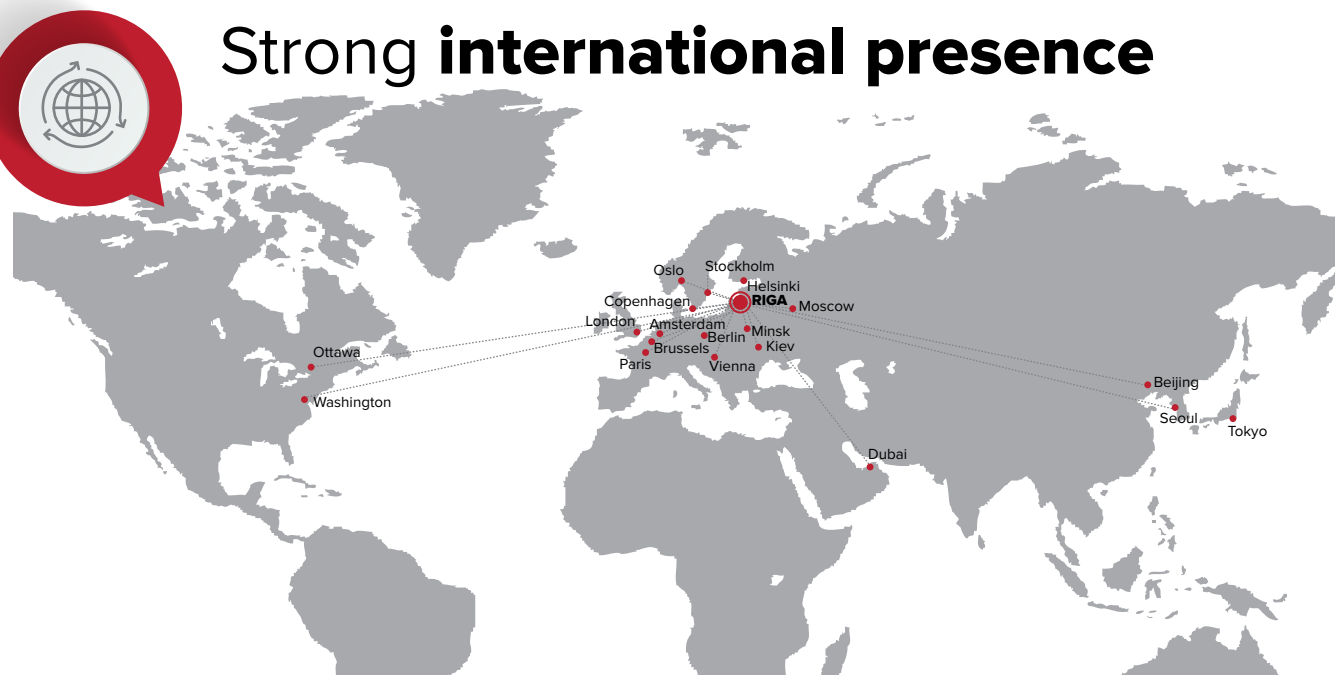 Strong international presence
Oslo
Stockholm
Helsinki
Copenhagen
RIGA
Moscow
London
Amsterdam
Minsk
Berlin
Brussels
Kiev
Paris
Vienna
Ottawa
Washington
Beijing
Seoul
Tokyo
Dubai